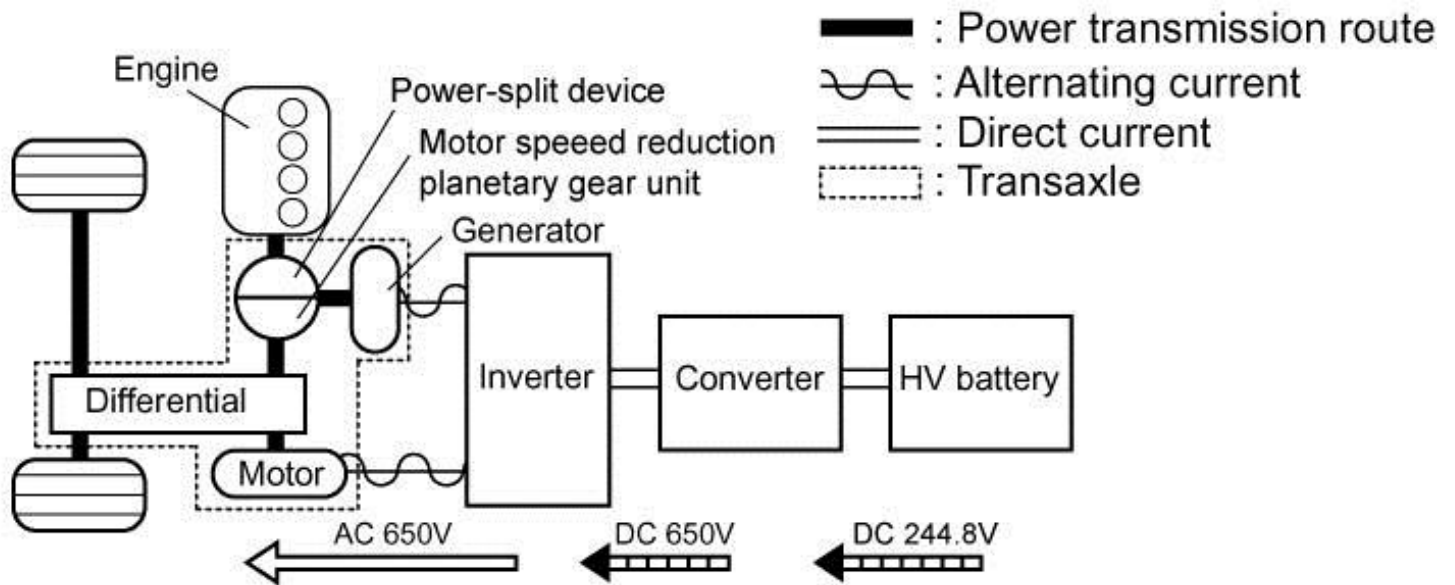 : Power transmission route
: Alternating current
: Direct current
: Transaxle
Engine
Power-split device
Motor speeed reduction
planetary gear unit
Generator
Inverter
Converter
HV battery
Differential
Motor
AC 650V
DC 650V
DC 244.8V